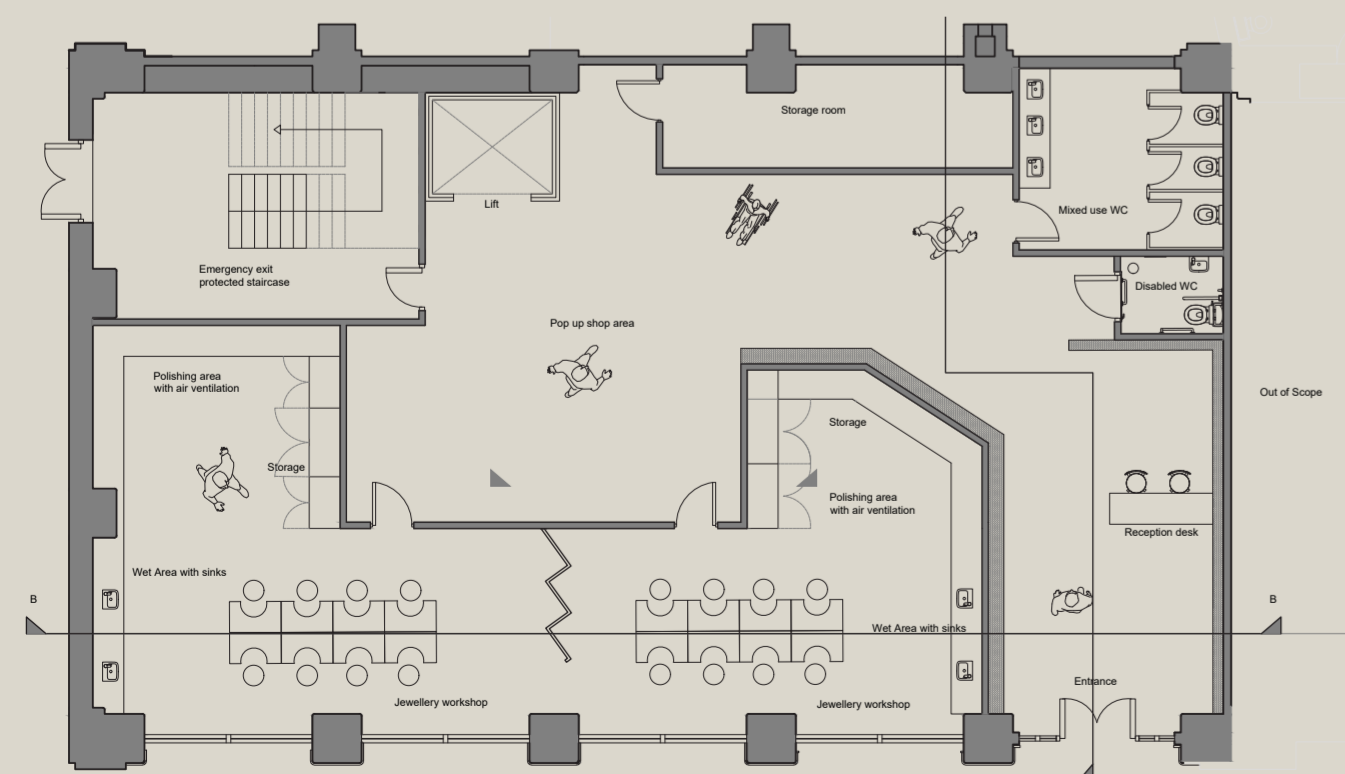 Storage room
Lift
Mixed use WC
Emergency exit
protected staircase
Disabled WC
Pop up shop area
Polishing area
with air ventilation
Out of Scope
Storage
Storage
Polishing area
with air ventilation
Reception desk
Wet Area with sinks
B
B
Wet Area with sinks
Entrance
Jewellery workshop
Jewellery workshop